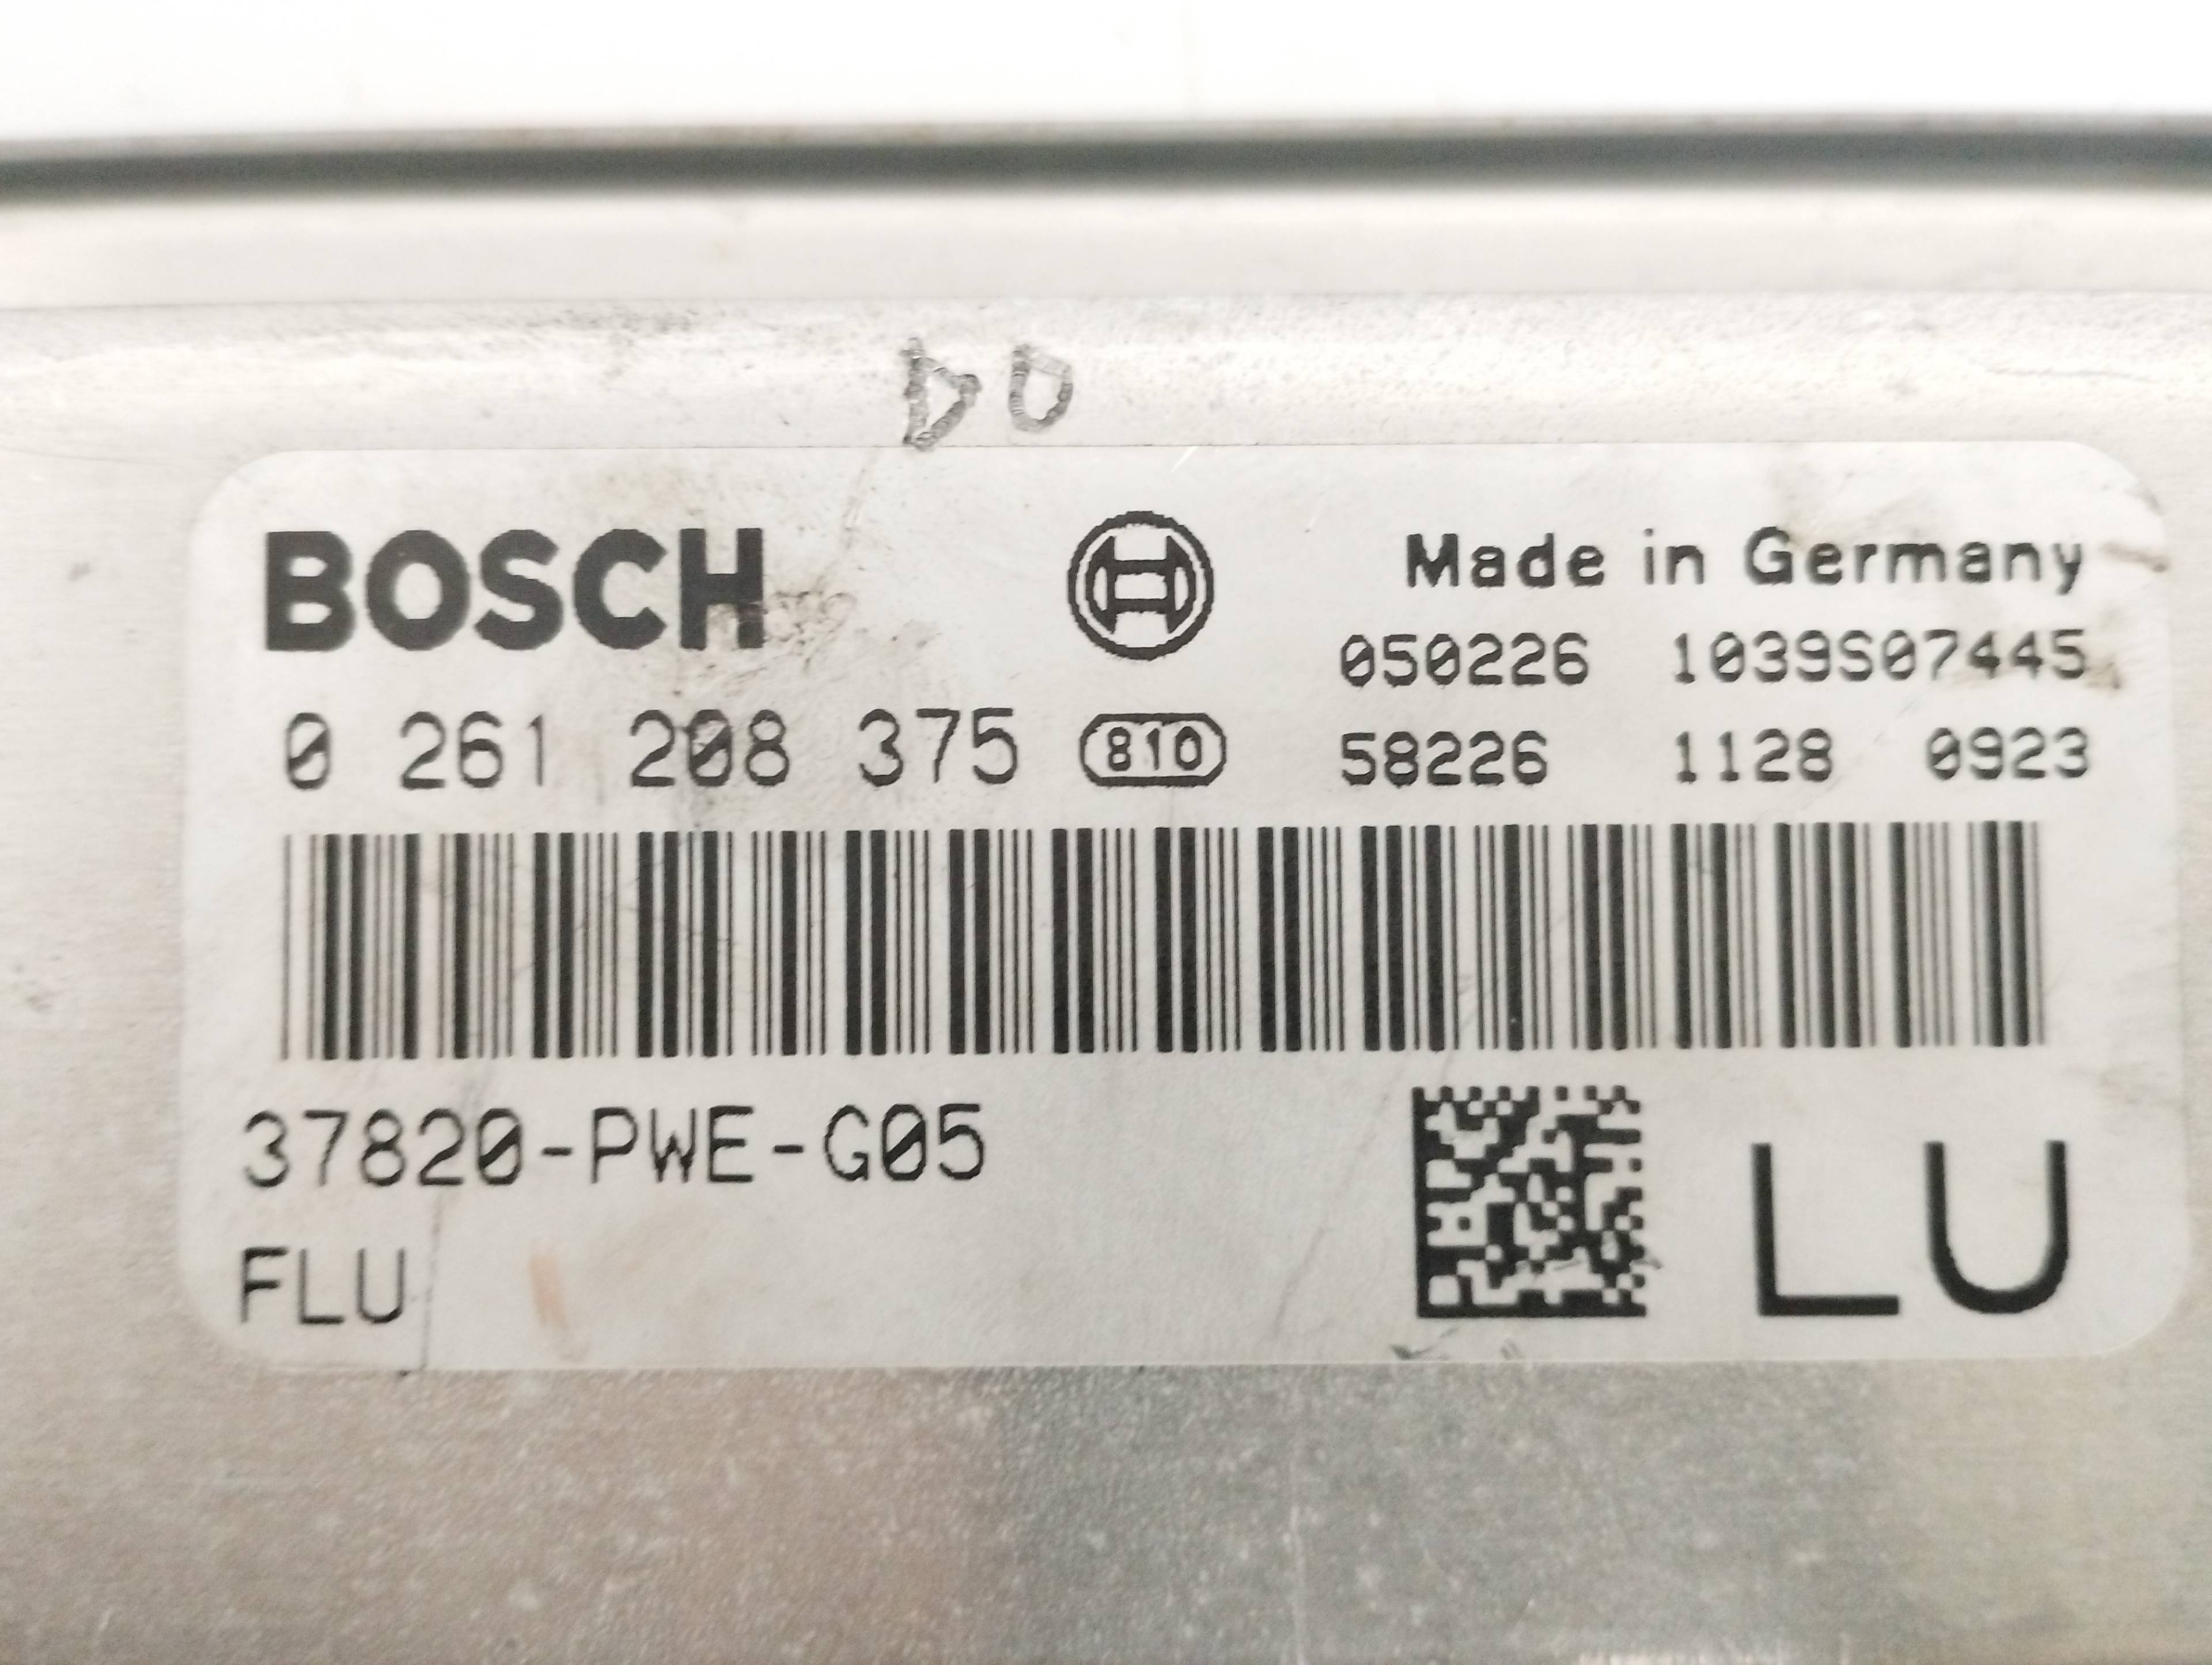 DU
BOSCH
Made in Germany
050226 1039S07445
0 261 208 375 810
58226 1128 0923
37820-PWE-G05
LU
FLU